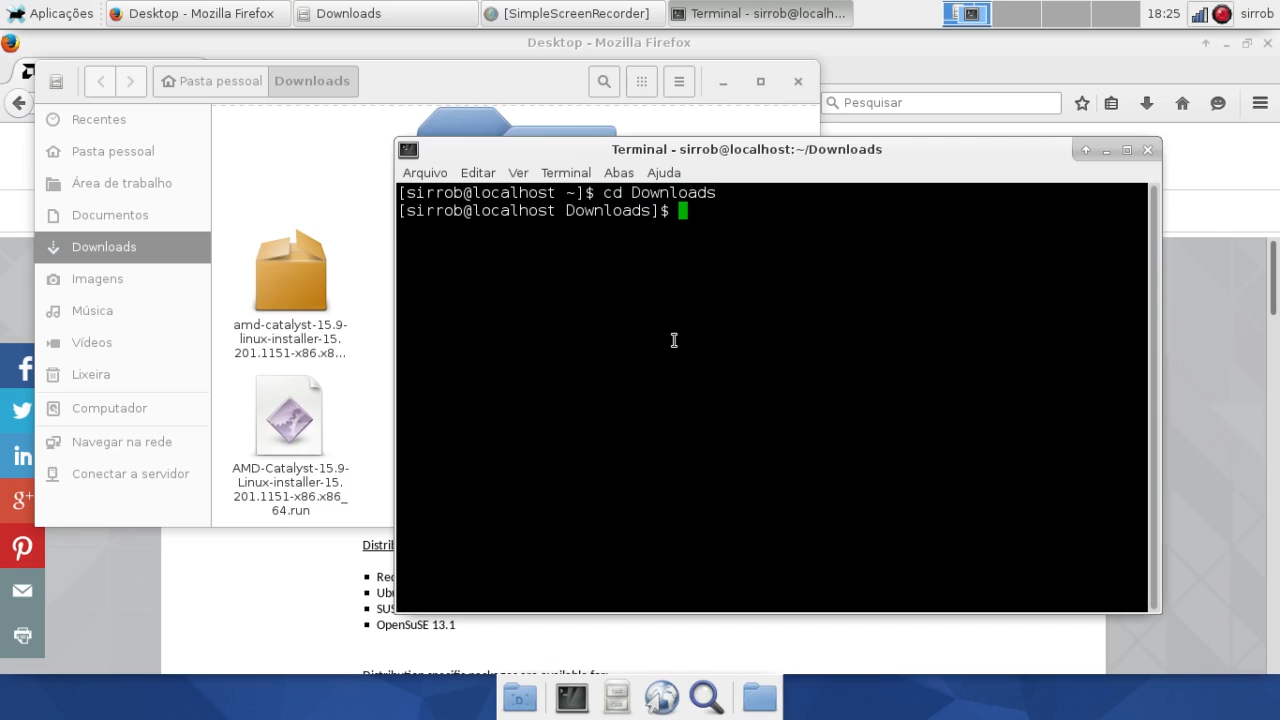 Aplicações
Desktop - Mozilla Firefox
Downloads
[SimpleScreenRecorder]
Terminal - sirrob@localh...
18:25
sirrob
Desktop - Mozilla Firefox
Pasta pessoal
Downloads
Pesquisar
Recentes
Pasta pessoal
Área de trabalho
Documentos
Downloads
Imagens
Música
Vídeos
Lixeira
Computador
Navegar na rede
Conectar a servidor
amd-catalyst-15.9-
linux-installer-15.
201.1151-x86.x8...
AMD-Catalyst-15.9-
Linux-installer-15.
201.1151-x86.x86_
64.run
Terminal - sirrob@localhost:~/Downloads
Arquivo Editar Ver Terminal Abas Ajuda
[sirrob@localhost ~]$ cd Downloads
[sirrob@localhost Downloads]$
OpenSuSE 13.1